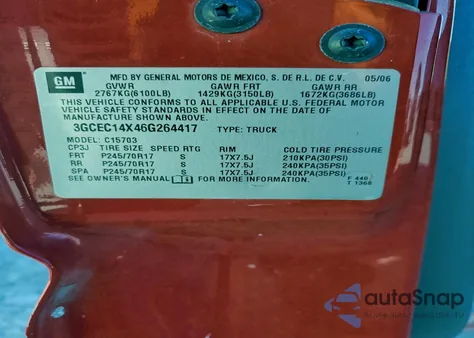 GM
MFD BY GENERAL MOTORS DE MEXICO, S. DE R.L. DE C.V. 05/06
GVWR GAWR FRT GAWR RR
2767KG(6100LB) 1429KG(3150LB) 1672KG(3686LB)
THIS VEHICLE CONFORMS TO ALL APPLICABLE U.S. FEDERAL MOTOR
VEHICLE SAFETY STANDARDS IN EFFECT ON THE DATE OF
MANUFACTURE SHOWN ABOVE.
3GCEC14X46G264417 TYPE: TRUCK
MODEL: C15703
CP3J TIRE SIZE SPEED RTG RIM COLD TIRE PRESSURE
FRT P245/70R17 S 17X7.5J 210KPA(30PSI)
RR P245/70R17 S 17X7.5J 240KPA(35PSI)
SPA P245/70R17 S 17X7.5J 240KPA(35PSI)
SEE OWNER'S MANUAL FOR MORE INFORMATION.
F 440
T 1368
autoSnap